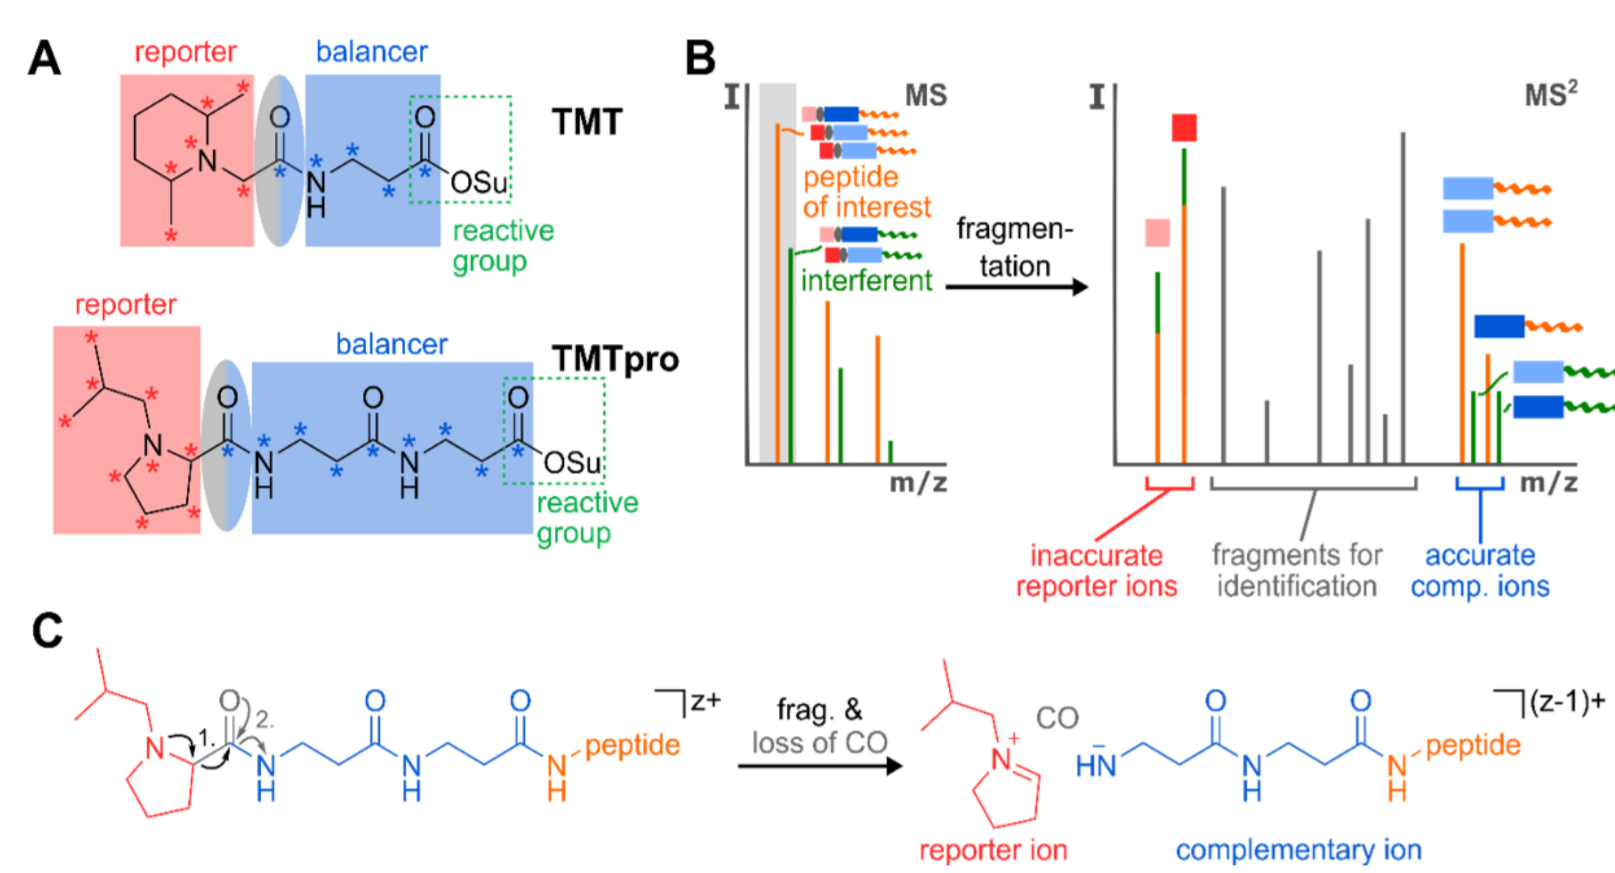 A
reporter
balancer
O
O
N
N
H
OSu
TMT
reactive
group
reporter
balancer
TMTpro
O
O
O
N
N
H
N
H
OSu
reactive
group
B
I
MS
peptide
of interest
interferent
m/z
fragmen-
tation
I
MS²
m/z
inaccurate
reporter ions
fragments for
identification
accurate
comp. ions
C
O
O
O
z+
N
1.
2.
N
H
N
H
N
H
peptide
frag. &
loss of CO
CO
N
+
HN
–
O
O
N
H
N
H
peptide
(z-1)+
reporter ion
complementary ion